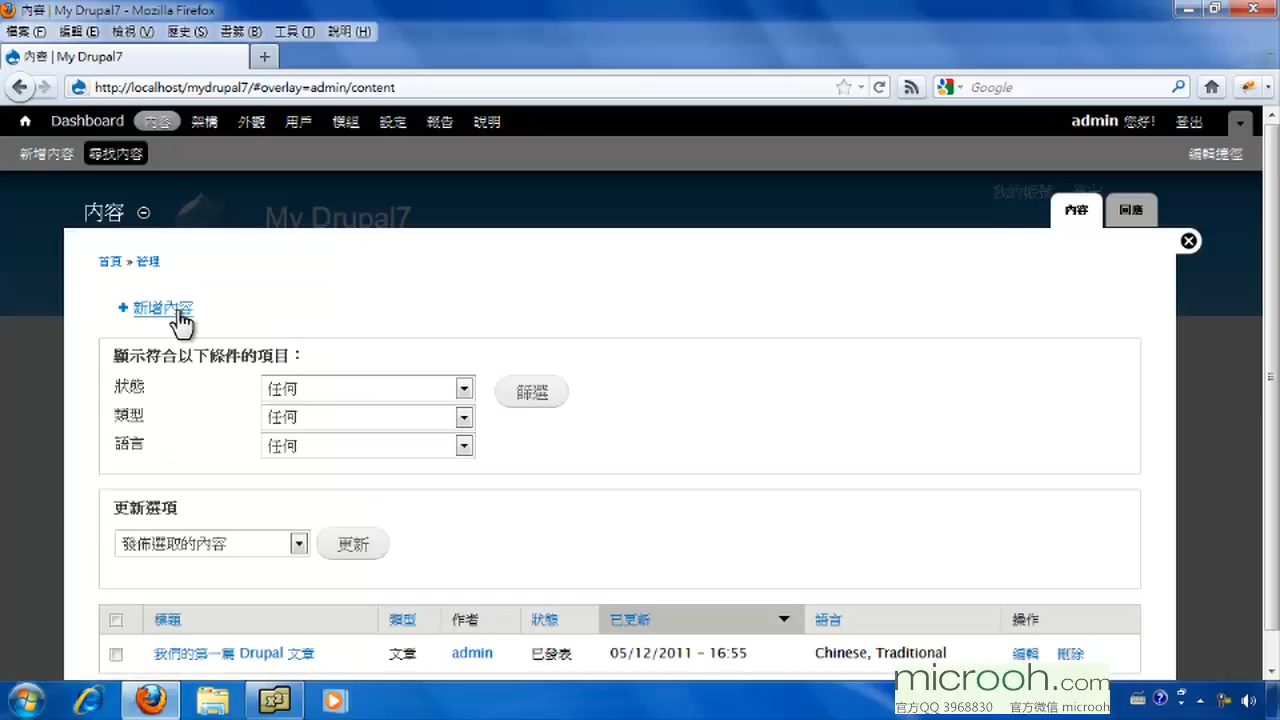 內容 | My Drupal7 - Mozilla Firefox
檔案 (F) 編輯 (E) 檢視 (V) 歷史 (S) 書籤 (B) 工具 (T) 說明 (H)
內容 | My Drupal7
http://localhost/mydrupal7/#overlay=admin/content
Google
Dashboard 內容 架構 外觀 用戶 模組 設定 報告 說明
admin 您好! 登出
新增內容 尋找內容
編輯捷徑
我的帳號 登出
內容
My Drupal7
內容 回應
首頁 » 管理
新增內容
顯示符合以下條件的項目：
狀態 任何 篩選
類型 任何
語言 任何
更新選項
發佈選取的內容 更新
標題 類型 作者 狀態 已更新 語言 操作
我們的第一篇 Drupal 文章 文章 admin 已發表 05/12/2011 - 16:55 Chinese, Traditional 編輯 刪除
microoh.com
官方QQ 3968830 官方微信 microoh